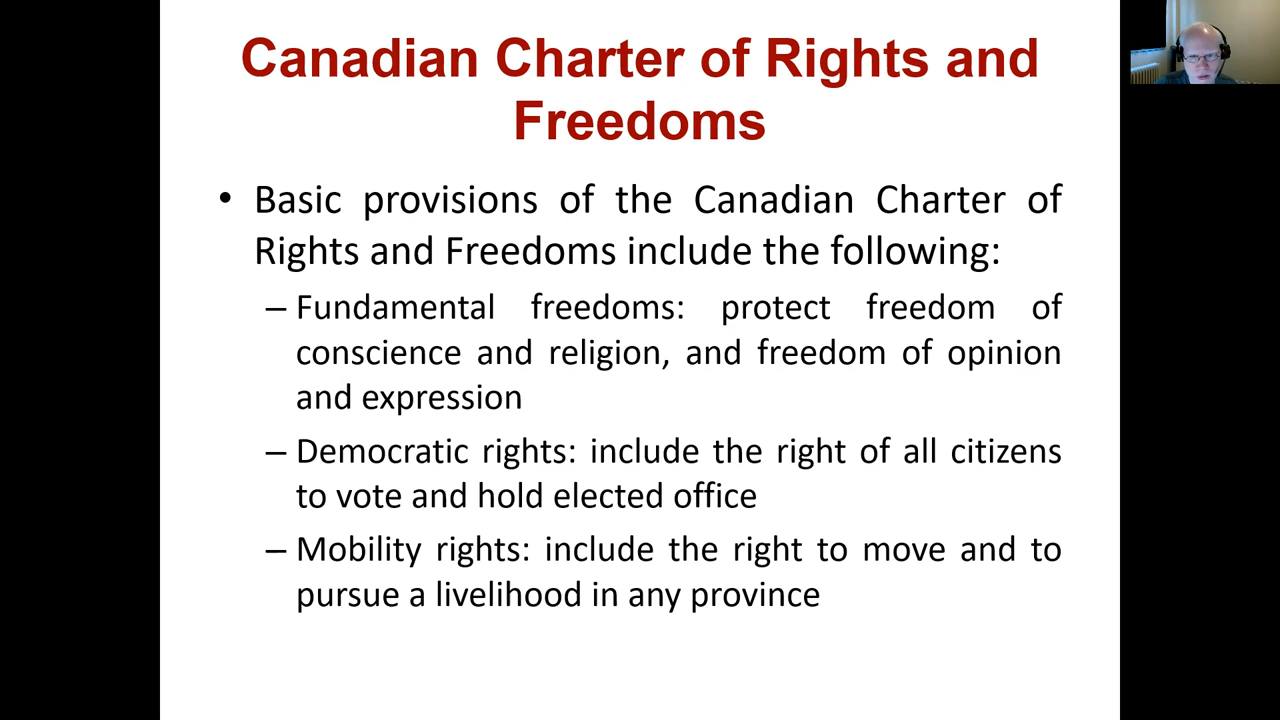 Canadian Charter of Rights and
Freedoms
• Basic provisions of the Canadian Charter of
Rights and Freedoms include the following:
– Fundamental freedoms: protect freedom of
conscience and religion, and freedom of opinion
and expression
– Democratic rights: include the right of all citizens
to vote and hold elected office
– Mobility rights: include the right to move and to
pursue a livelihood in any province